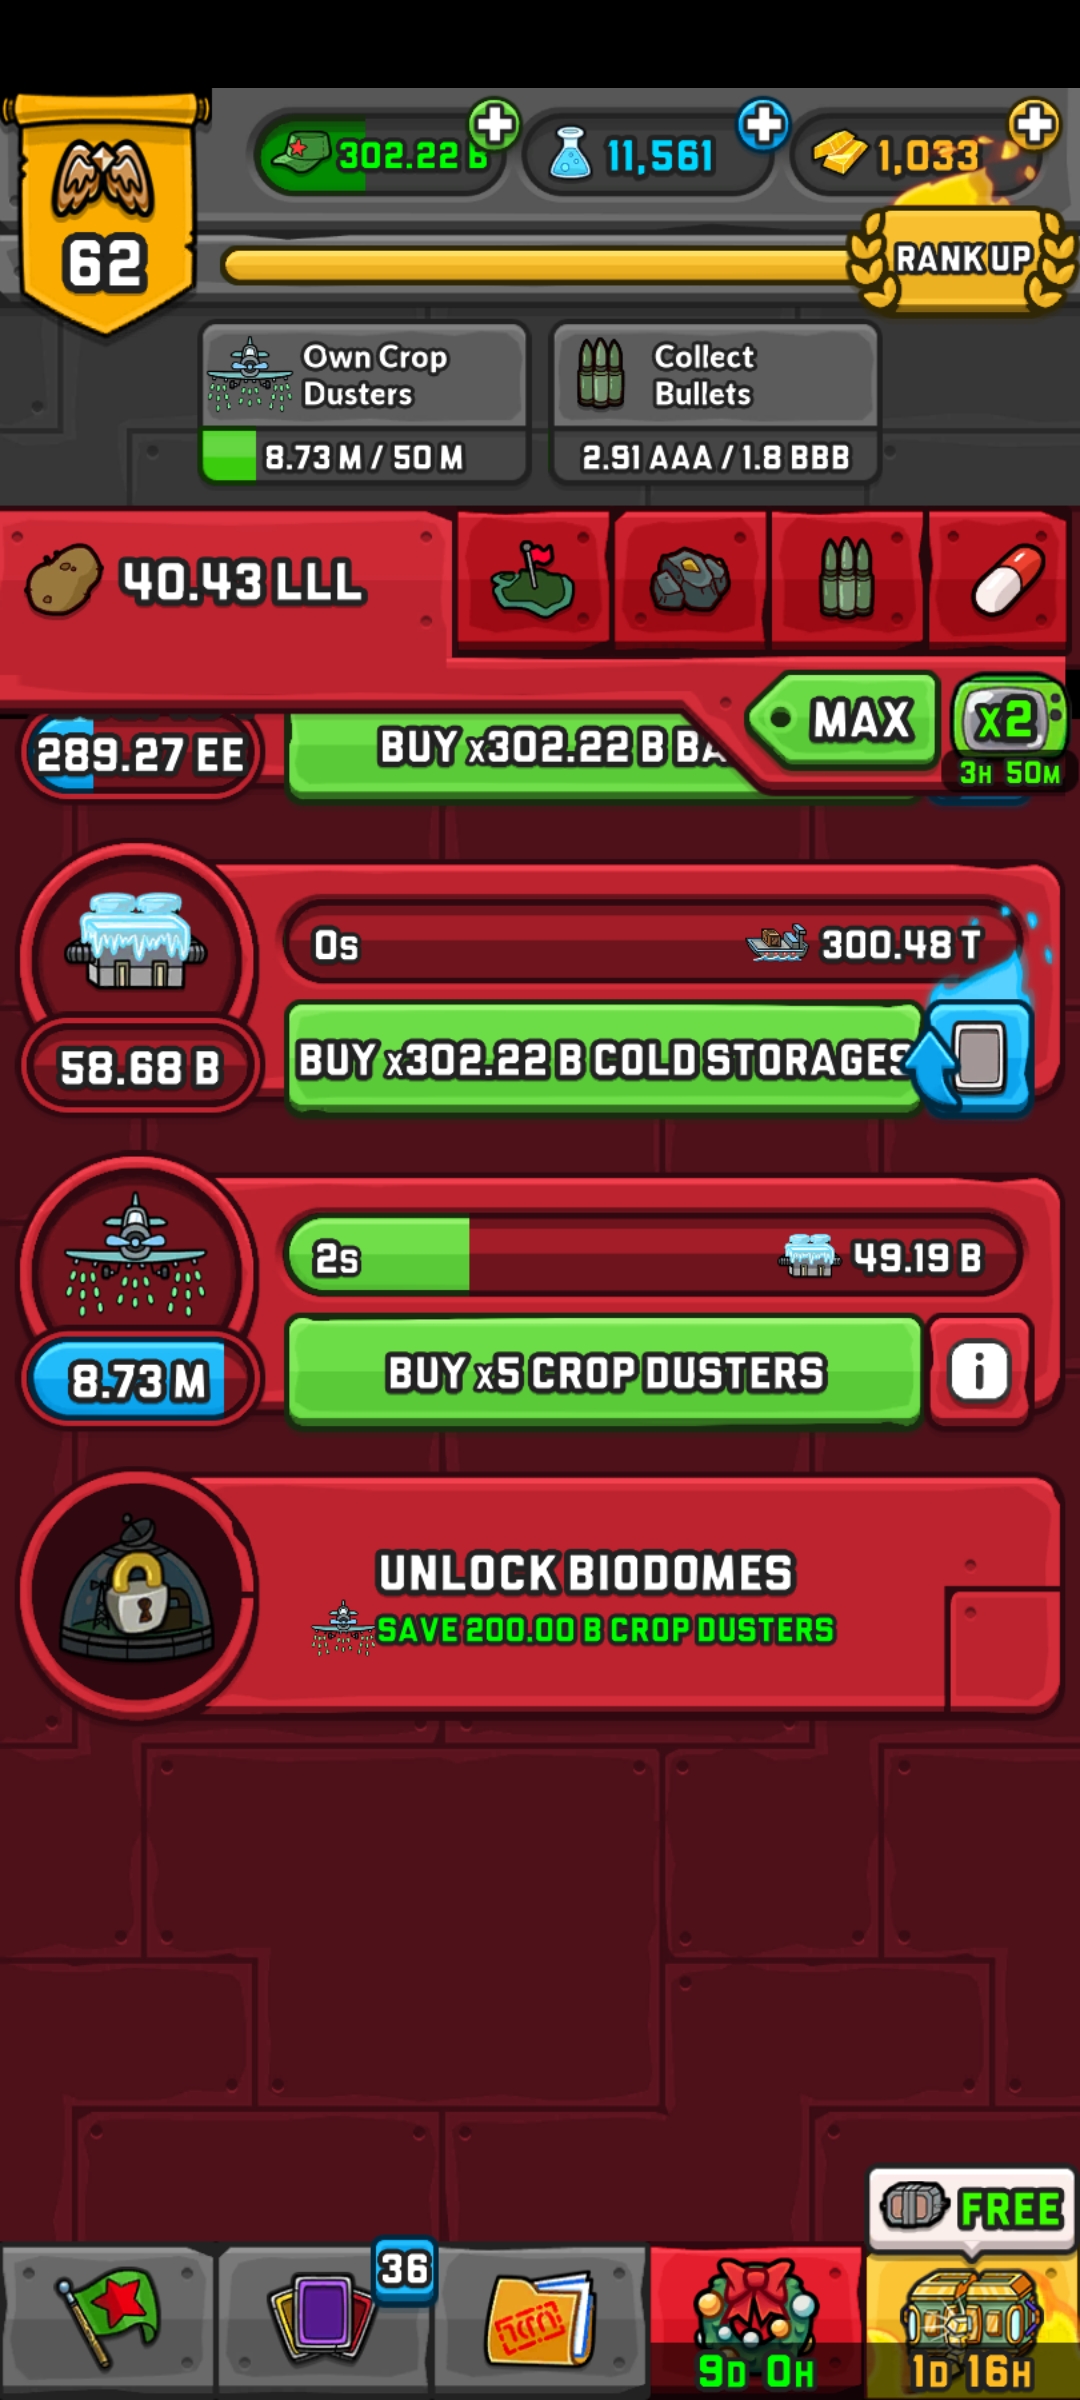 302.22 B
11,561
1,033
62
RANK UP
Own Crop
Dusters
8.73 M / 50 M
Collect
Bullets
2.91 AAA / 1.8 BBB
40.43 LLL
MAX
x2
3H 50M
289.27 EE
BUY x302.22 B BA
0s
300.48 T
58.68 B
BUY x302.22 B COLD STORAGES
2s
49.19 B
8.73 M
BUY x5 CROP DUSTERS
i
UNLOCK BIODOMES
SAVE 200.00 B CROP DUSTERS
FREE
36
9D 0H
1D 16H